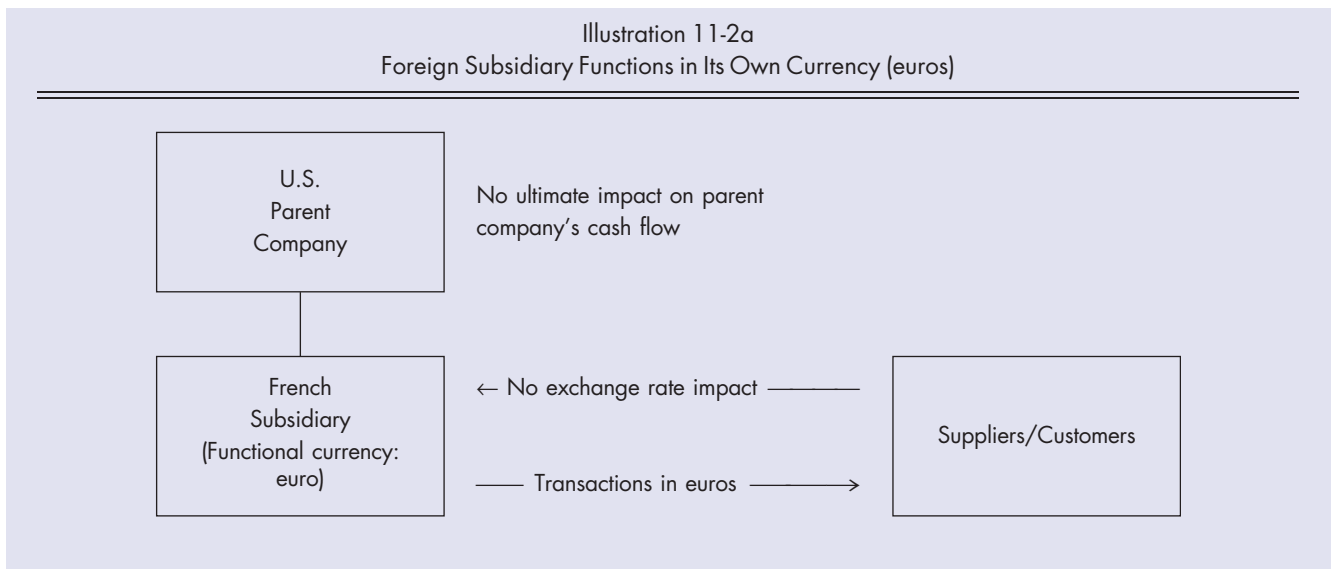 Illustration 11-2a
Foreign Subsidiary Functions in Its Own Currency (euros)
U.S.
Parent
Company
No ultimate impact on parent
company's cash flow
French
Subsidiary
(Functional currency:
euro)
← No exchange rate impact
Transactions in euros
Suppliers/Customers